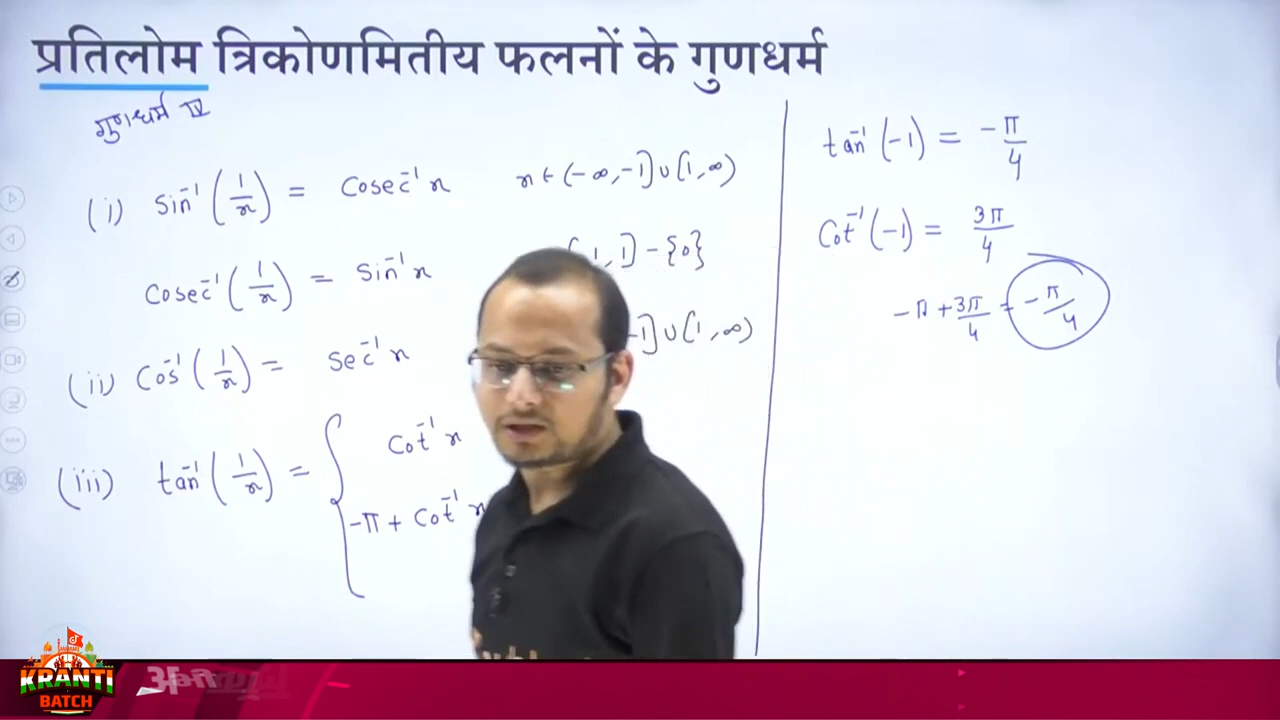 प्रतिलोम त्रिकोणमितीय फलनों के गुणधर्म
गुणधर्म IV
(i) Sin⁻¹(1/x) = Cosec⁻¹x x ∈ (-∞,-1]∪[1,∞)
Cosec⁻¹(1/x) = Sin⁻¹x 1,1]-{0}
(ii) Cos⁻¹(1/x) = Sec⁻¹x -1]∪[1,∞)
(iii) tan⁻¹(1/x) = { Cot⁻¹x
-π + Cot⁻¹x
tan⁻¹(-1) = -π/4
Cot⁻¹(-1) = 3π/4
-π + 3π/4 = -π/4
KRANTI
BATCH